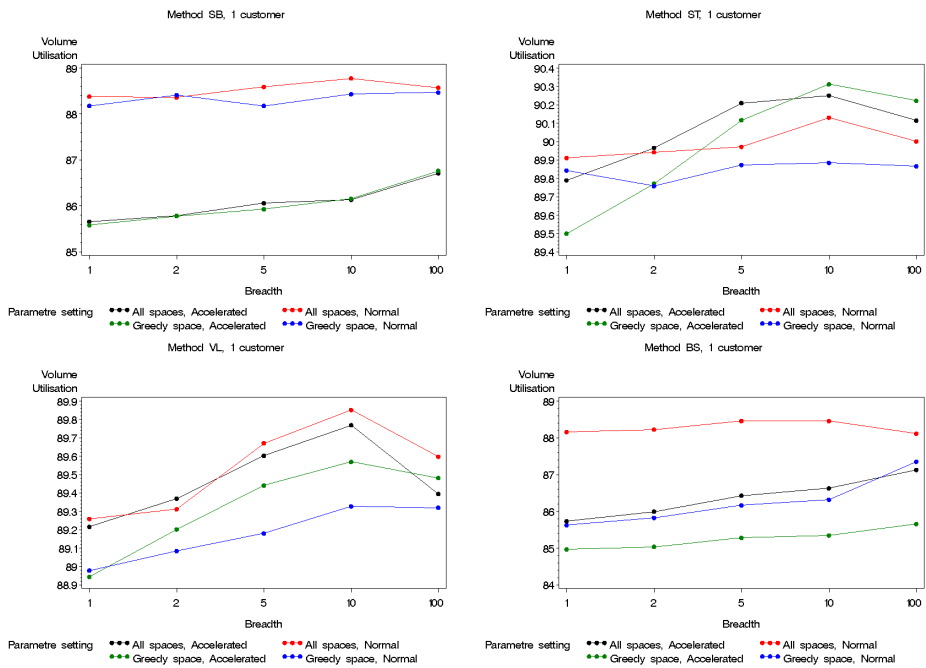 Method SB, 1 customer
Volume
Utilisation
89
88
87
86
85
1 2 5 10 100
Breadth
Parametre setting All spaces, Accelerated All spaces, Normal
Greedy space, Accelerated Greedy space, Normal
Method ST, 1 customer
Volume
Utilisation
90.4
90.3
90.2
90.1
90
89.9
89.8
89.7
89.6
89.5
89.4
1 2 5 10 100
Breadth
Parametre setting All spaces, Accelerated All spaces, Normal
Greedy space, Accelerated Greedy space, Normal
Method VL, 1 customer
Volume
Utilisation
89.9
89.8
89.7
89.6
89.5
89.4
89.3
89.2
89.1
89
88.9
1 2 5 10 100
Breadth
Parametre setting All spaces, Accelerated All spaces, Normal
Greedy space, Accelerated Greedy space, Normal
Method BS, 1 customer
Volume
Utilisation
89
88
87
86
85
84
1 2 5 10 100
Breadth
Parametre setting All spaces, Accelerated All spaces, Normal
Greedy space, Accelerated Greedy space, Normal